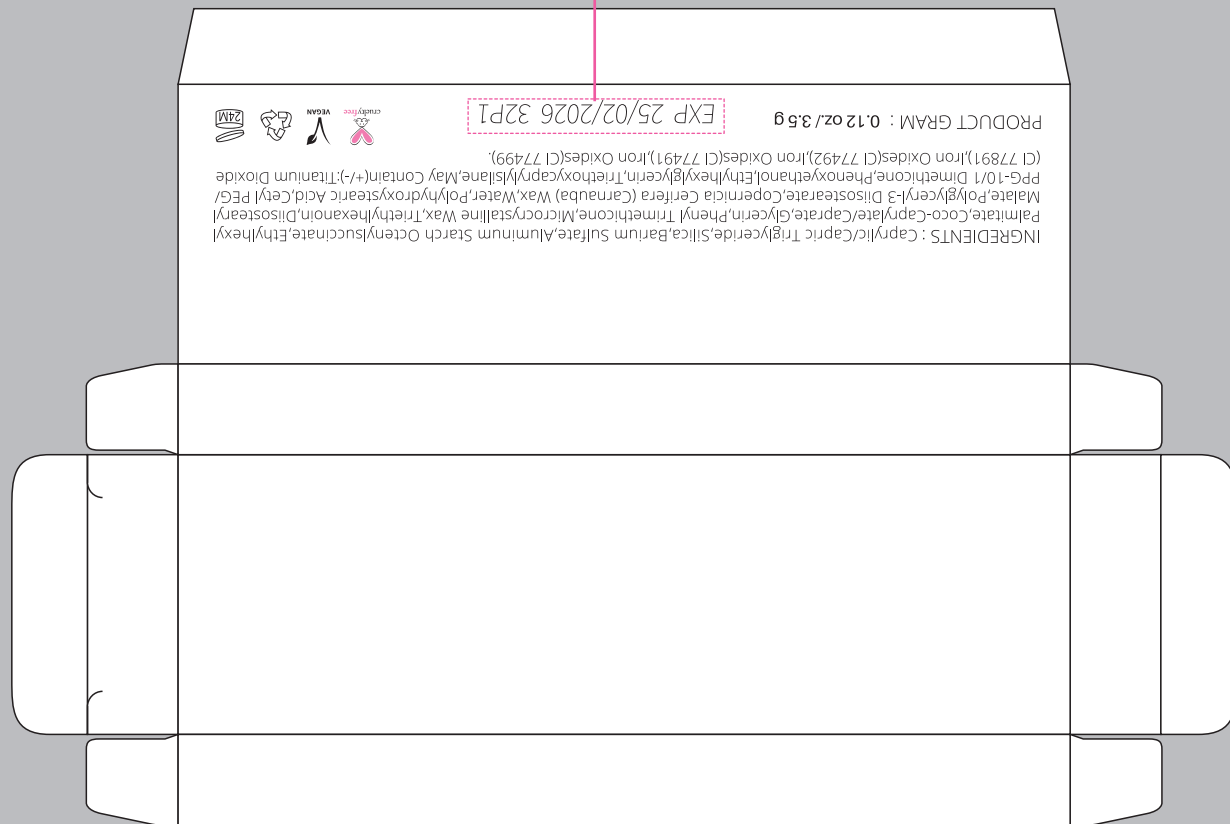 INGREDIENTS : Caprylic/Capric Triglyceride,Silica,Barium Sulfate,Aluminum Starch Octenylsuccinate,Ethylhexyl
Palmitate,Coco-Caprylate/Caprate,Glycerin,Phenyl Trimethicone,Microcrystalline Wax,Triethylhexanoin,Diisostearyl
Malate,Polyglyceryl-3 Diisostearate,Copernicia Cerifera (Carnauba) Wax,Water,Polyhydroxystearic Acid,Cetyl PEG/
PPG-10/1 Dimethicone,Phenoxyethanol,Ethylhexylglycerin,Triethoxycaprylylsilane,May Contain(+/-):Titanium Dioxide
(CI 77891),Iron Oxides(CI 77492),Iron Oxides(CI 77491),Iron Oxides(CI 77499).
PRODUCT GRAM : 0.12 oz./ 3.5 g
EXP 25/02/2026 32P1
crueltyfree
VEGAN
24M